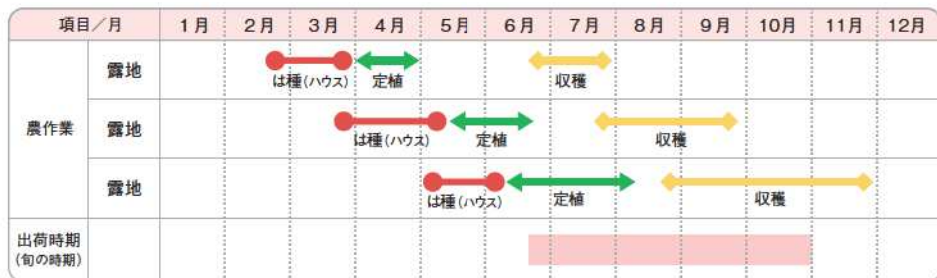 項目／月 1月 2月 3月 4月 5月 6月 7月 8月 9月 10月 11月 12月
農作業
露地
は種(ハウス) 定植 収穫
露地
は種(ハウス) 定植 収穫
露地
は種(ハウス) 定植 収穫
出荷時期
(旬の時期)